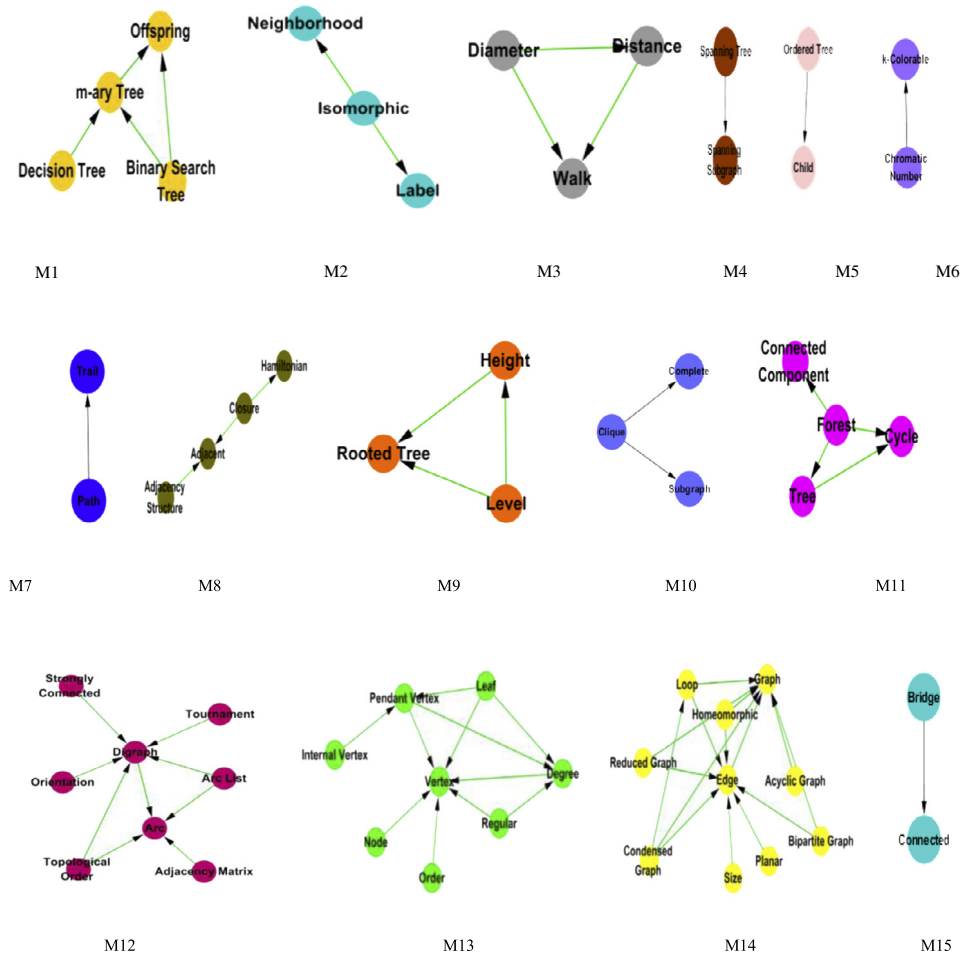 Offspring
m-ary Tree
Decision Tree
Binary Search
Tree
Neighborhood
Isomorphic
Label
Diameter
Distance
Walk
Spanning Tree
Spanning
Subgraph
Ordered Tree
Child
k-Colorable
Chromatic
Number
M1
M2
M3
M4
M5
M6
Trail
Path
Hamiltonian
Closure
Adjacent
Adjacency
Structure
Height
Rooted Tree
Level
Complete
Clique
Subgraph
Connected
Component
Forest
Cycle
Tree
M7
M8
M9
M10
M11
Strongly
Connected
Tournament
Digraph
Orientation
Arc List
Arc
Topological
Order
Adjacency Matrix
Leaf
Pendant Vertex
Internal Vertex
Vertex
Degree
Regular
Node
Order
Loop
Graph
Homeomorphic
Reduced Graph
Edge
Acyclic Graph
Bipartite Graph
Condensed
Graph
Planar
Size
Bridge
Connected
M12
M13
M14
M15